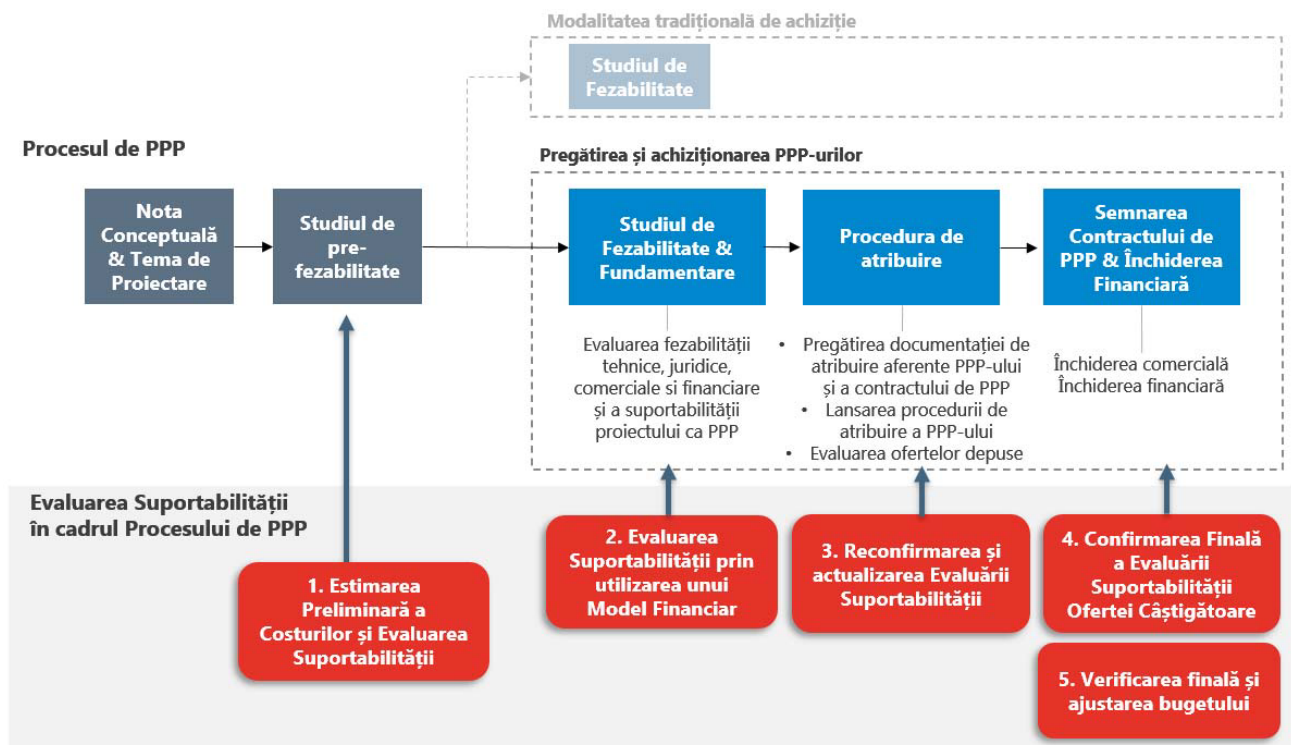 Modalitatea tradițională de achiziție
Studiul de
Fezabilitate
Procesul de PPP
Pregătirea și achiziționarea PPP-urilor
Nota
Conceptuală
& Tema de
Proiectare
Studiul de
pre-
fezabilitate
Studiul de
Fezabilitate &
Fundamentare
Procedura de
atribuire
Semnarea
Contractului de
PPP & Închiderea
Financiară
Evaluarea fezabilității
tehnice, juridice,
comerciale si financiare
și a suportabilității
proiectului ca PPP
• Pregătirea documentației de
atribuire aferente PPP-ului
și a contractului de PPP
• Lansarea procedurii de
atribuire a PPP-ului
• Evaluarea ofertelor depuse
Închiderea comercială
Închiderea financiară
Evaluarea Suportabilității
în cadrul Procesului de PPP
1. Estimarea
Preliminară a
Costurilor și Evaluarea
Suportabilității
2. Evaluarea
Suportabilității prin
utilizarea unui
Model Financiar
3. Reconfirmarea și
actualizarea Evaluării
Suportabilității
4. Confirmarea Finală
a Evaluării
Suportabilității
Ofertei Câștigătoare
5. Verificarea finală și
ajustarea bugetului